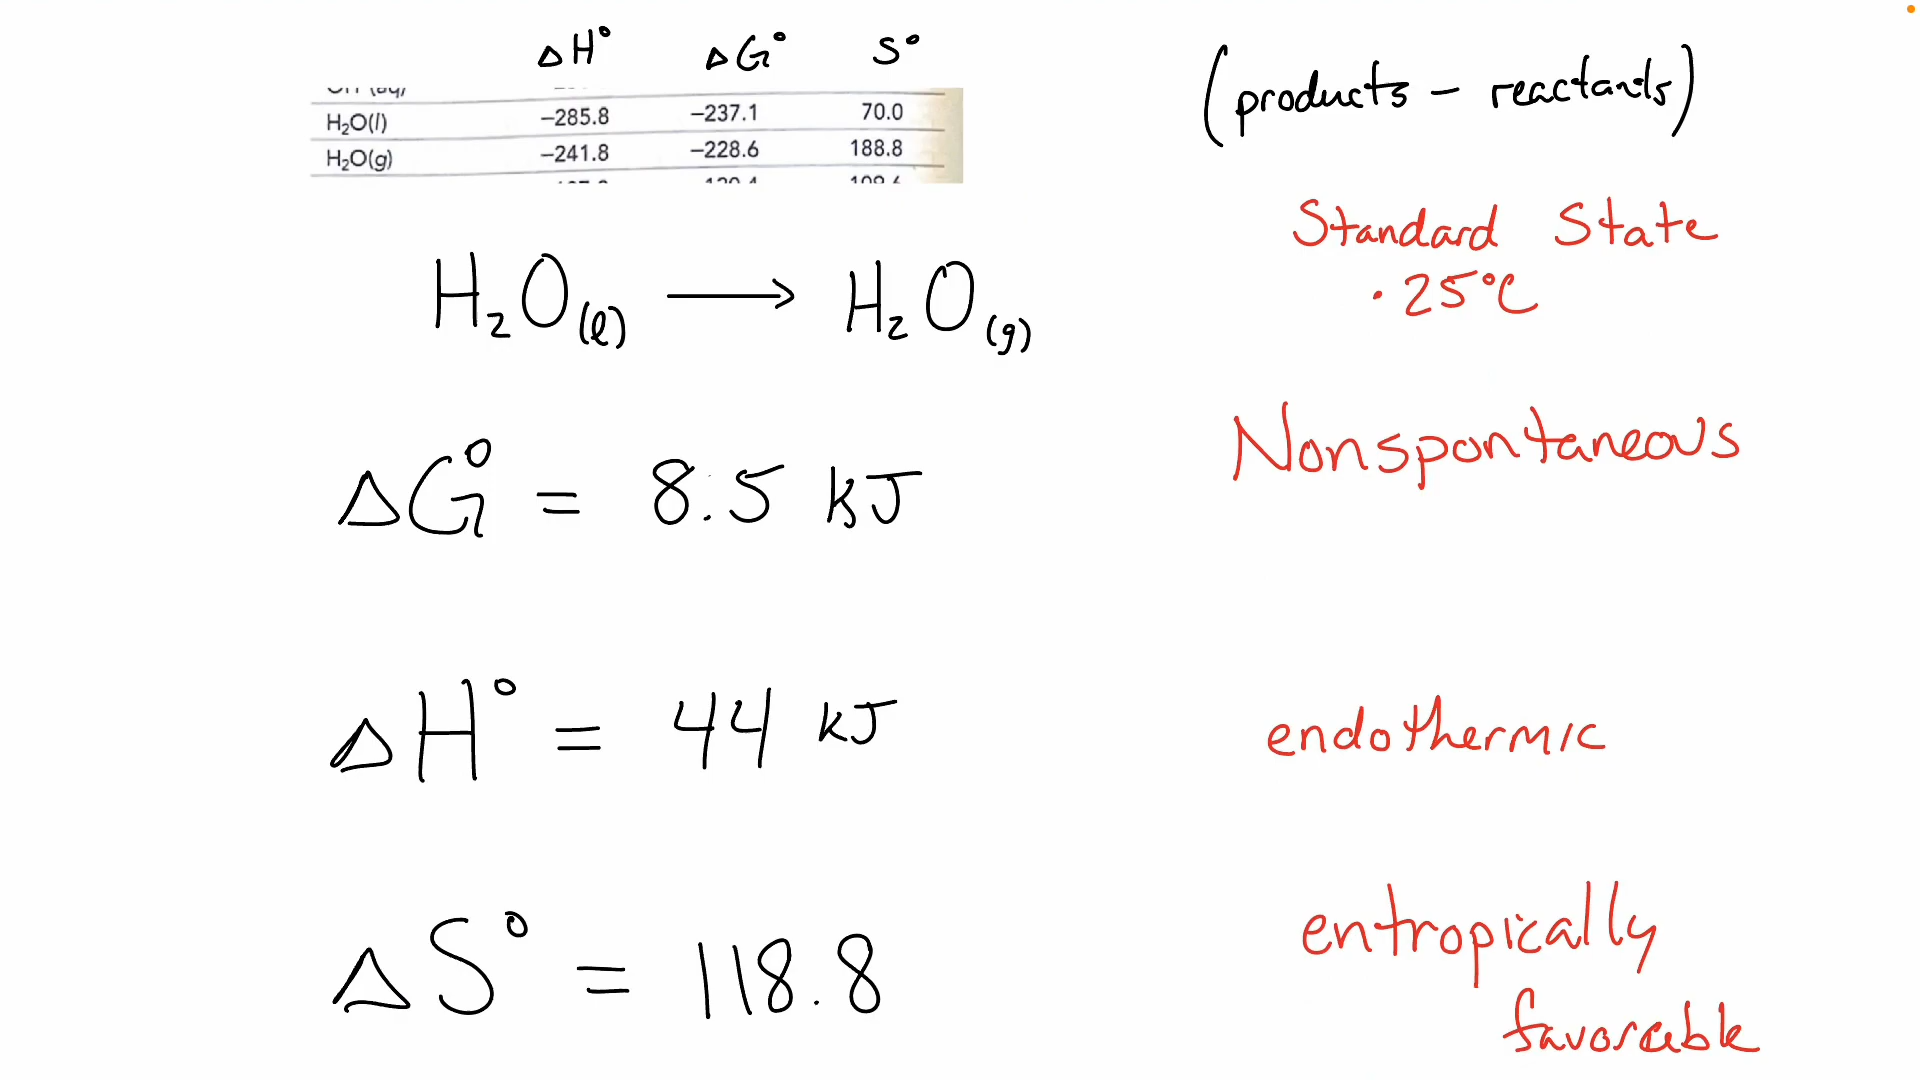 ΔH° ΔG° S°
H₂O(l) −285.8 −237.1 70.0
H₂O(g) −241.8 −228.6 188.8
(products − reactants)
Standard State
· 25°C
H₂O(l) ⟶ H₂O(g)
ΔG° = 8.5 kJ
Nonspontaneous
ΔH° = 44 kJ
endothermic
ΔS° = 118.8
entropically
favorable